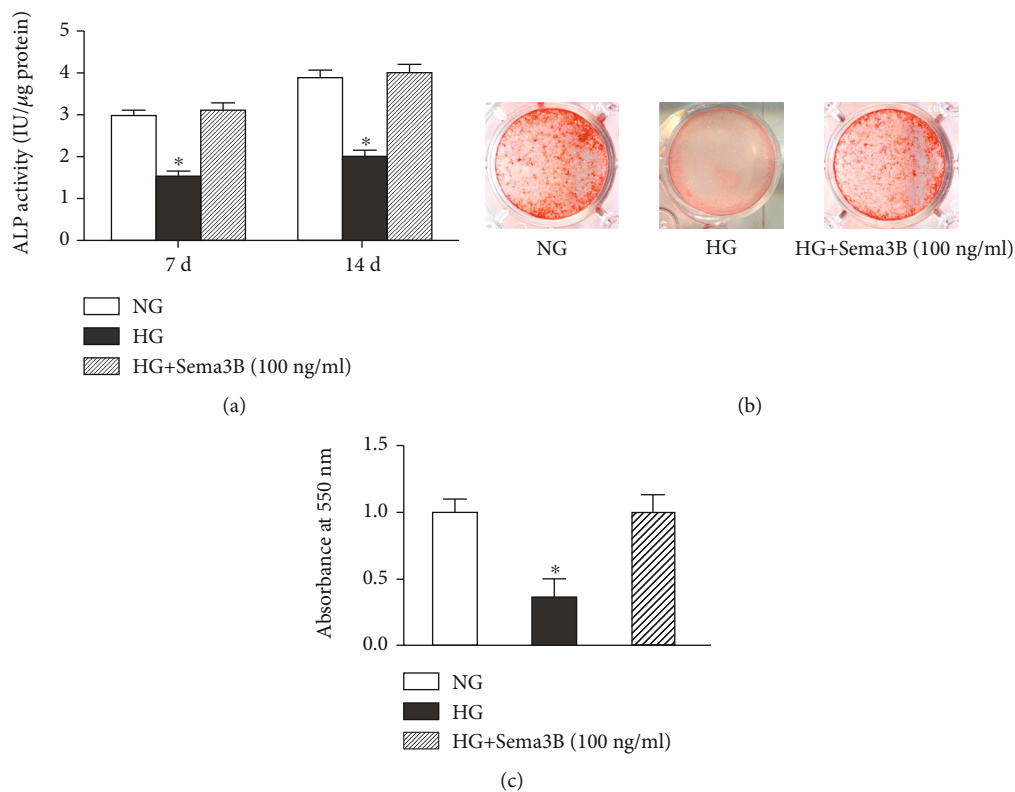 ALP activity (IU/μg protein)
5
4
3
2
1
0
*
*
7 d
14 d
NG
HG
HG+Sema3B (100 ng/ml)
(a)
NG
HG
HG+Sema3B (100 ng/ml)
(b)
Absorbance at 550 nm
1.5
1.0
0.5
0.0
*
NG
HG
HG+Sema3B (100 ng/ml)
(c)